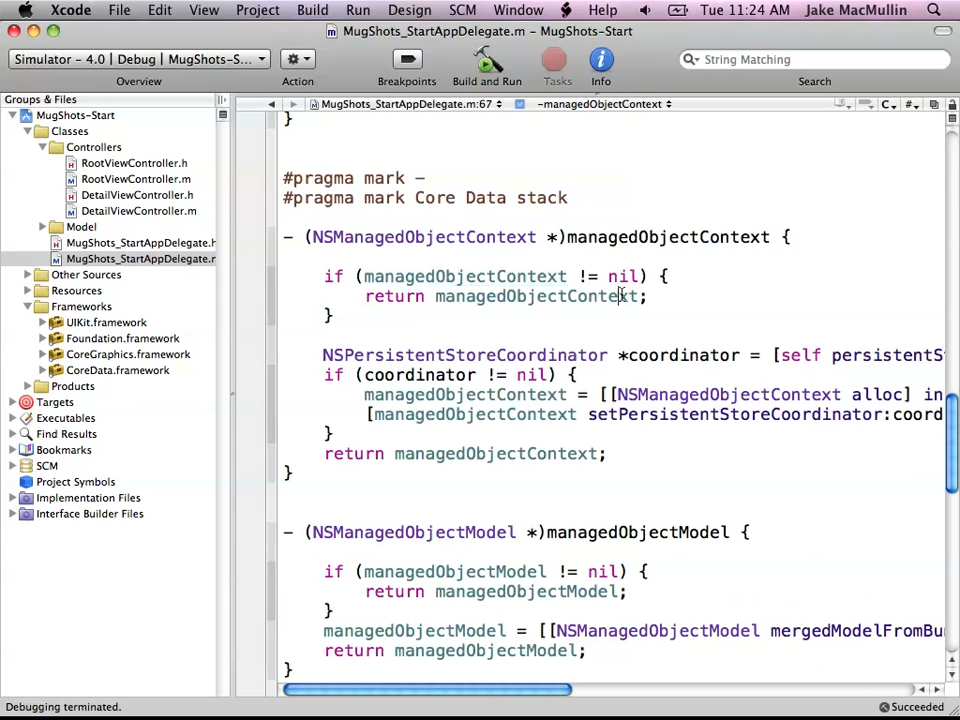 Xcode File Edit View Project Build Run Design SCM Window Help Tue 11:24 AM Jake MacMullin
MugShots_StartAppDelegate.m - MugShots-Start
Simulator - 4.0 | Debug | MugShots-S...
String Matching
Overview Action Breakpoints Build and Run Tasks Info Search
Groups & Files
MugShots_StartAppDelegate.m:67 -managedObjectContext
MugShots-Start
Classes
Controllers
RootViewController.h
RootViewController.m
DetailViewController.h
DetailViewController.m
Model
MugShots_StartAppDelegate.h
MugShots_StartAppDelegate.m
Other Sources
Resources
Frameworks
UIKit.framework
Foundation.framework
CoreGraphics.framework
CoreData.framework
Products
Targets
Executables
Find Results
Bookmarks
SCM
Project Symbols
Implementation Files
Interface Builder Files
}
#pragma mark -
#pragma mark Core Data stack
- (NSManagedObjectContext *)managedObjectContext {
if (managedObjectContext != nil) {
return managedObjectContext;
}
NSPersistentStoreCoordinator *coordinator = [self persistentS
if (coordinator != nil) {
managedObjectContext = [[NSManagedObjectContext alloc] in
[managedObjectContext setPersistentStoreCoordinator:coord
}
return managedObjectContext;
}
- (NSManagedObjectModel *)managedObjectModel {
if (managedObjectModel != nil) {
return managedObjectModel;
}
managedObjectModel = [[NSManagedObjectModel mergedModelFromBu
return managedObjectModel;
}
Debugging terminated. Succeeded